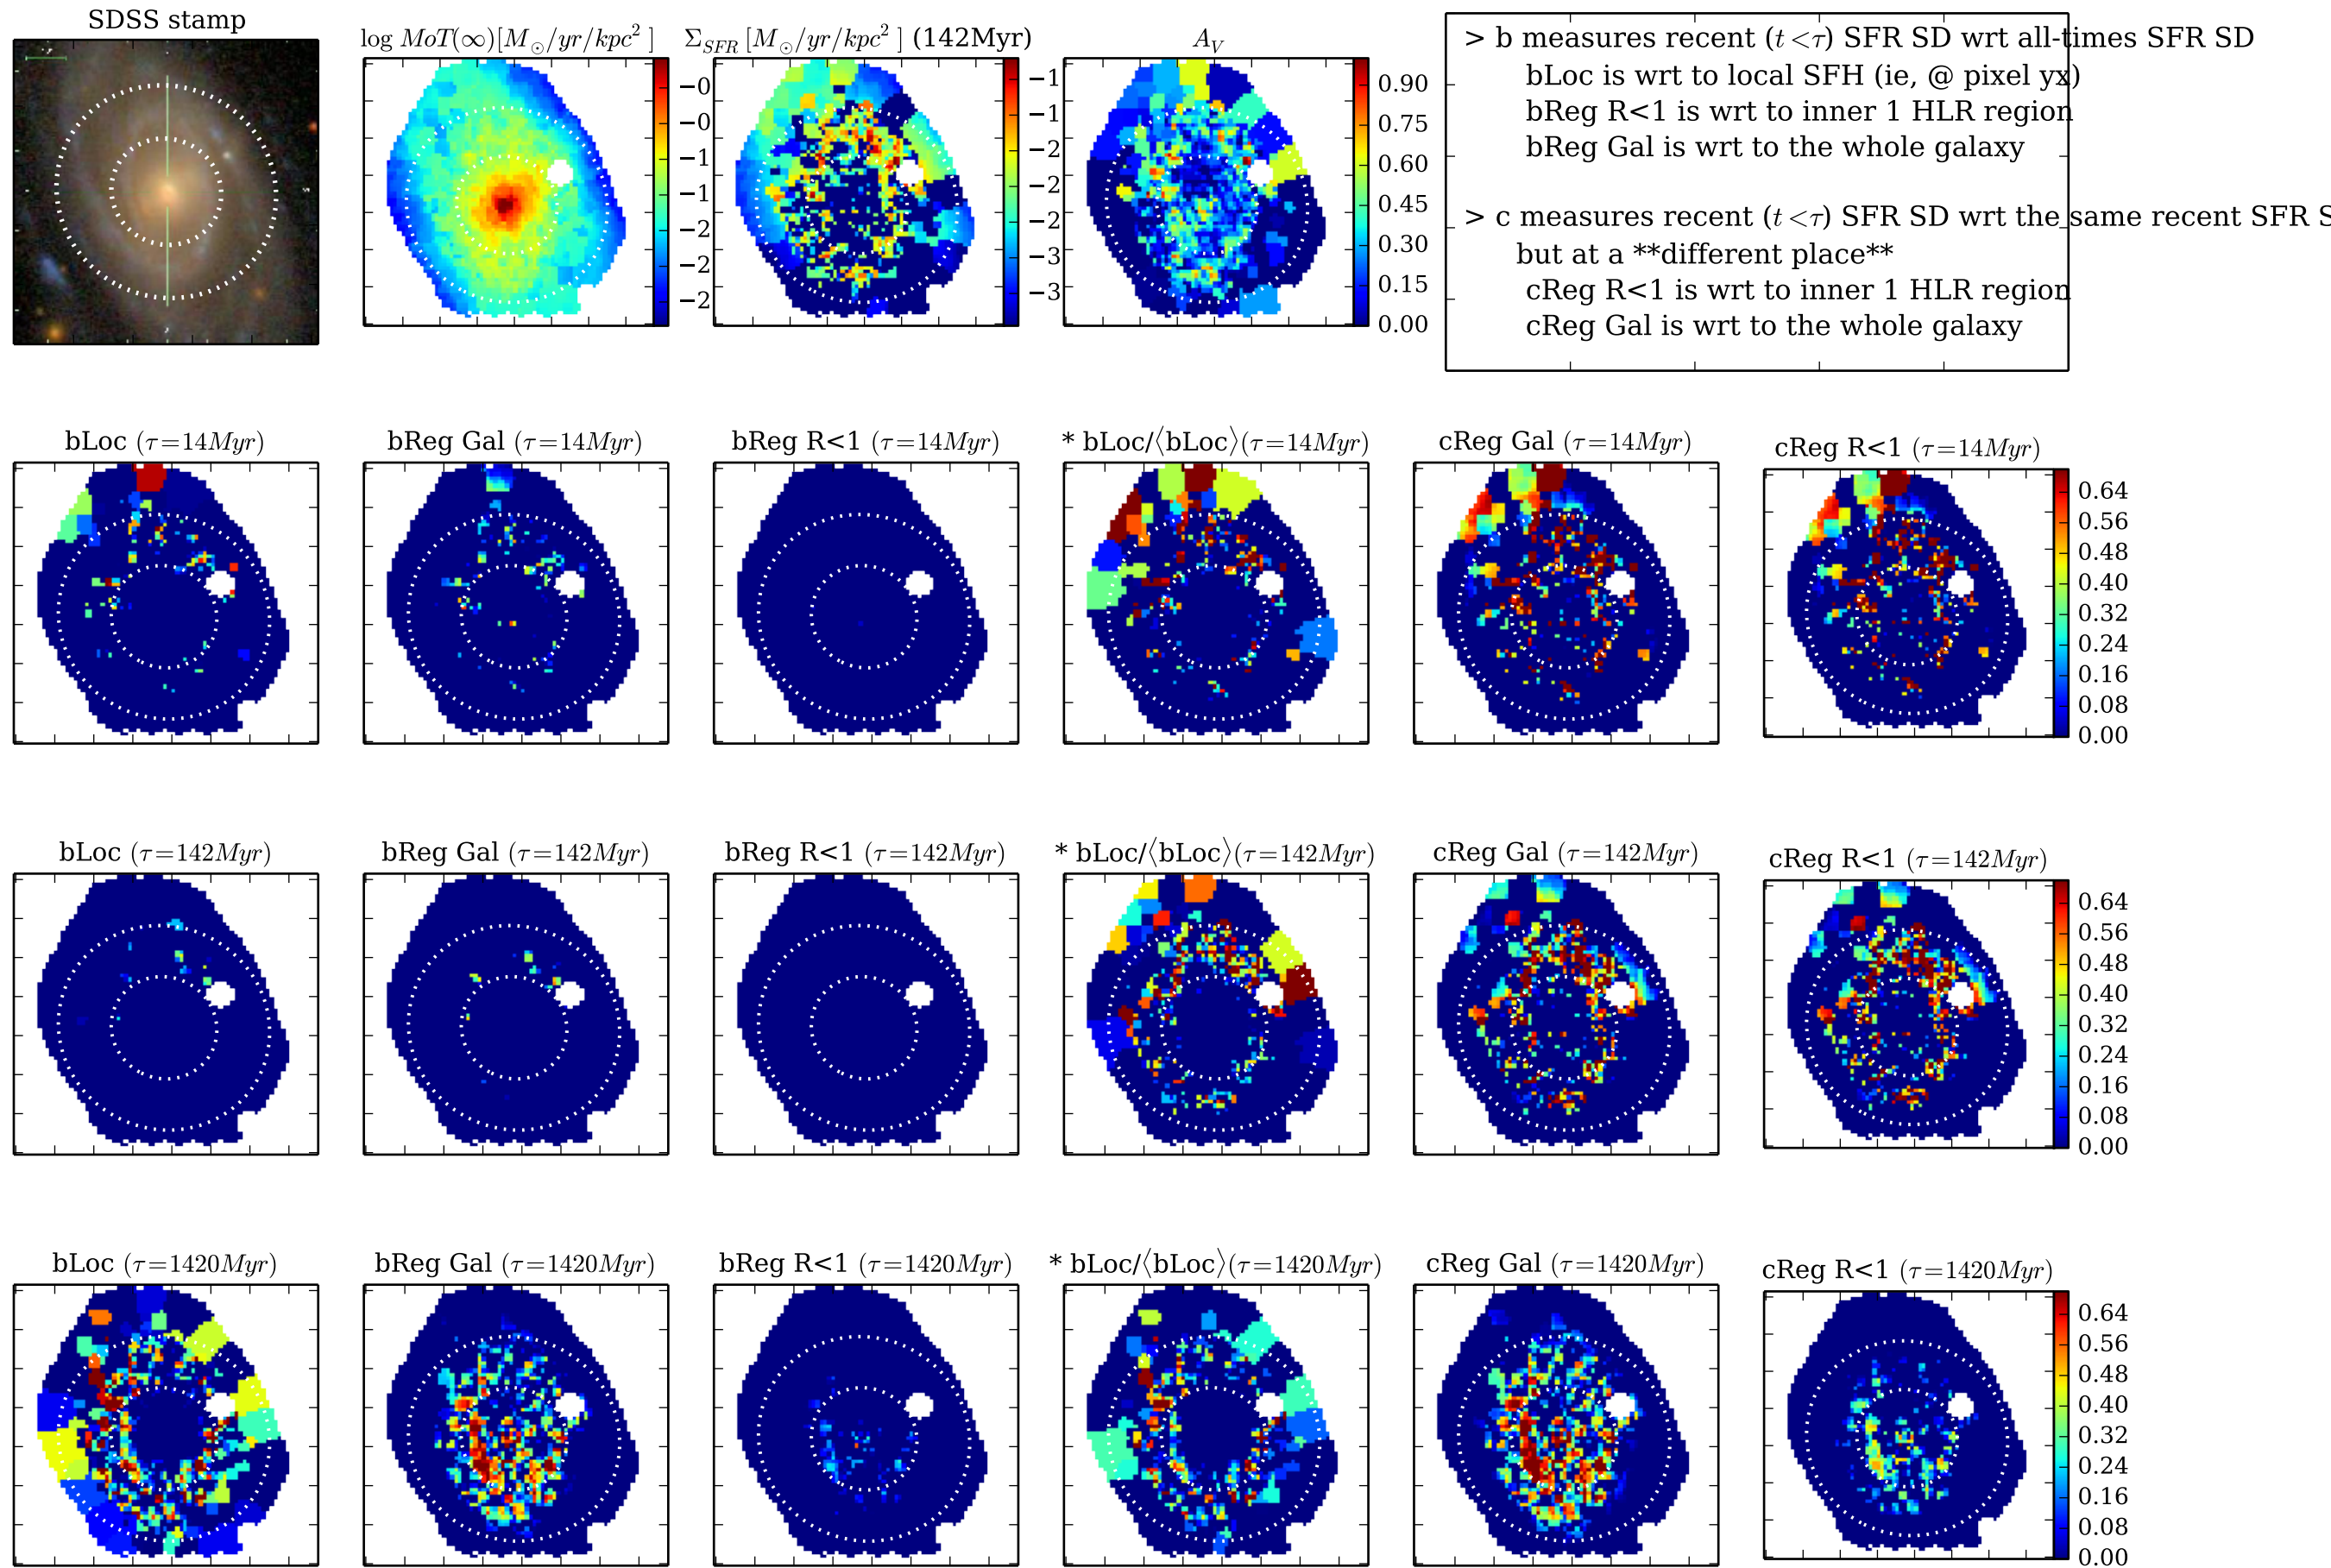 SDSS stamp
log MoT(∞)[M⊙/yr/kpc²]
Σ_SFR [M⊙/yr/kpc²] (142Myr)
A_V
−0
−0
−1
−1
−2
−2
−2
−1
−1
−2
−2
−2
−3
−3
0.90
0.75
0.60
0.45
0.30
0.15
0.00
> b measures recent (t<τ) SFR SD wrt all-times SFR SD
bLoc is wrt to local SFH (ie, @ pixel yx)
bReg R<1 is wrt to inner 1 HLR region
bReg Gal is wrt to the whole galaxy
> c measures recent (t<τ) SFR SD wrt the same recent SFR S
but at a **different place**
cReg R<1 is wrt to inner 1 HLR region
cReg Gal is wrt to the whole galaxy
bLoc (τ=14Myr)
bReg Gal (τ=14Myr)
bReg R<1 (τ=14Myr)
* bLoc/⟨bLoc⟩(τ=14Myr)
cReg Gal (τ=14Myr)
cReg R<1 (τ=14Myr)
0.64
0.56
0.48
0.40
0.32
0.24
0.16
0.08
0.00
bLoc (τ=142Myr)
bReg Gal (τ=142Myr)
bReg R<1 (τ=142Myr)
* bLoc/⟨bLoc⟩(τ=142Myr)
cReg Gal (τ=142Myr)
cReg R<1 (τ=142Myr)
0.64
0.56
0.48
0.40
0.32
0.24
0.16
0.08
0.00
bLoc (τ=1420Myr)
bReg Gal (τ=1420Myr)
bReg R<1 (τ=1420Myr)
* bLoc/⟨bLoc⟩(τ=1420Myr)
cReg Gal (τ=1420Myr)
cReg R<1 (τ=1420Myr)
0.64
0.56
0.48
0.40
0.32
0.24
0.16
0.08
0.00